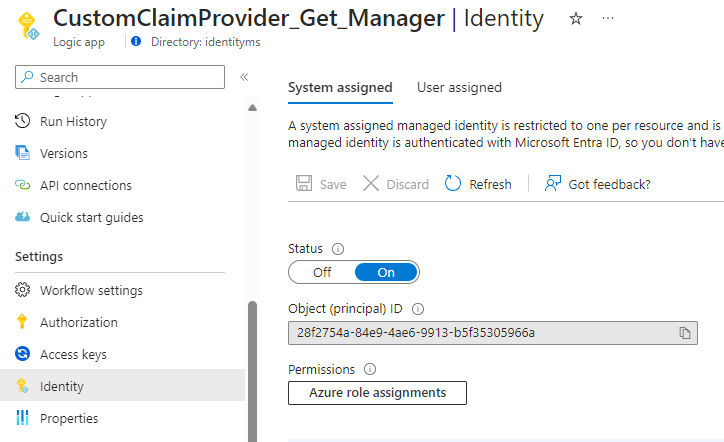 CustomClaimProvider_Get_Manager | Identity
Logic app
Directory: identityms
Search
Run History
Versions
API connections
Quick start guides
Settings
Workflow settings
Authorization
Access keys
Identity
Properties
System assigned User assigned
A system assigned managed identity is restricted to one per resource and is
managed identity is authenticated with Microsoft Entra ID, so you don't have
Save Discard Refresh Got feedback?
Status
Off On
Object (principal) ID
28f2754a-84e9-4ae6-9913-b5f35305966a
Permissions
Azure role assignments